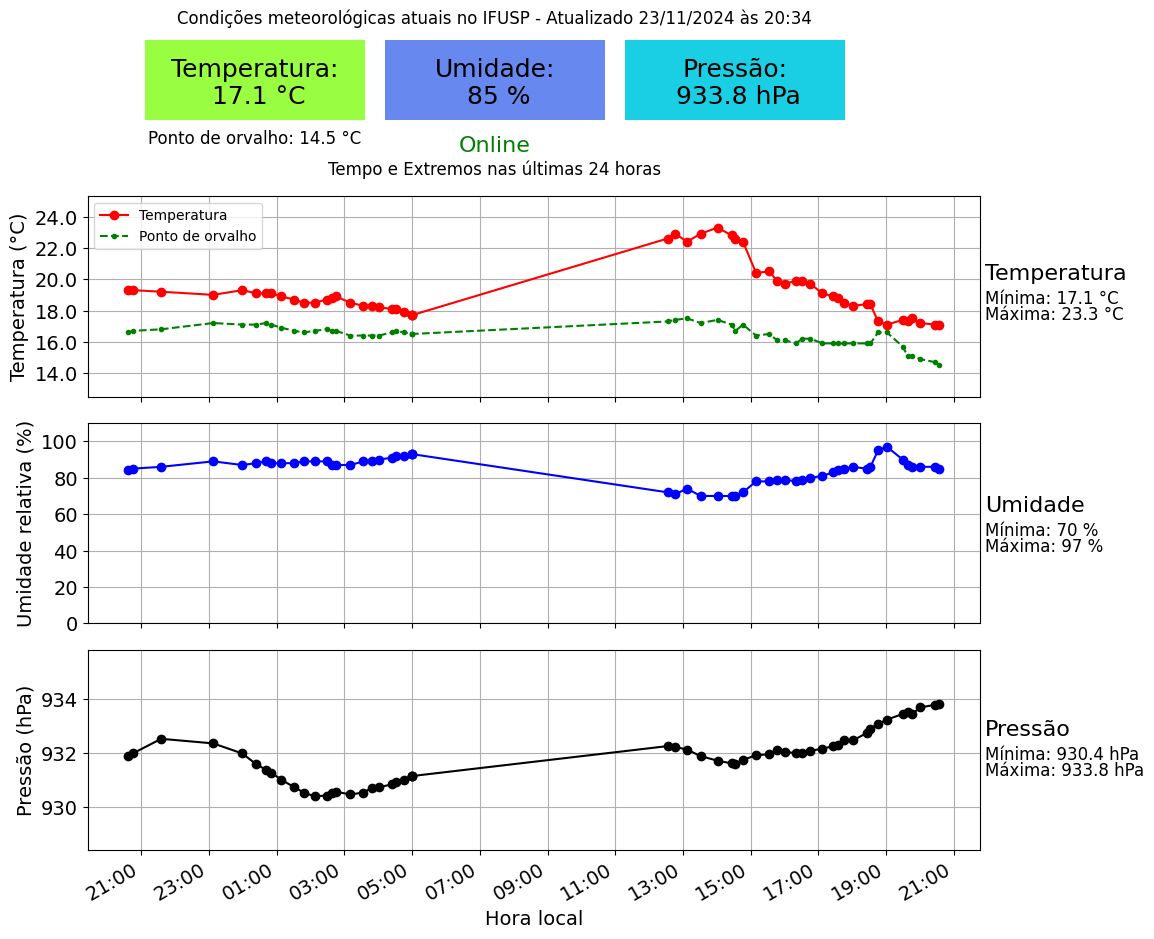 Condições meteorológicas atuais no IFUSP - Atualizado 23/11/2024 às 20:34
Temperatura:
17.1 °C
Umidade:
85 %
Pressão:
933.8 hPa
Ponto de orvalho: 14.5 °C
Online
Tempo e Extremos nas últimas 24 horas
Temperatura (°C)
24.0
22.0
20.0
18.0
16.0
14.0
Temperatura
Ponto de orvalho
Temperatura
Mínima: 17.1 °C
Máxima: 23.3 °C
Umidade relativa (%)
100
80
60
40
20
0
Umidade
Mínima: 70 %
Máxima: 97 %
Pressão (hPa)
934
932
930
Pressão
Mínima: 930.4 hPa
Máxima: 933.8 hPa
21:00 23:00 01:00 03:00 05:00 07:00 09:00 11:00 13:00 15:00 17:00 19:00 21:00
Hora local